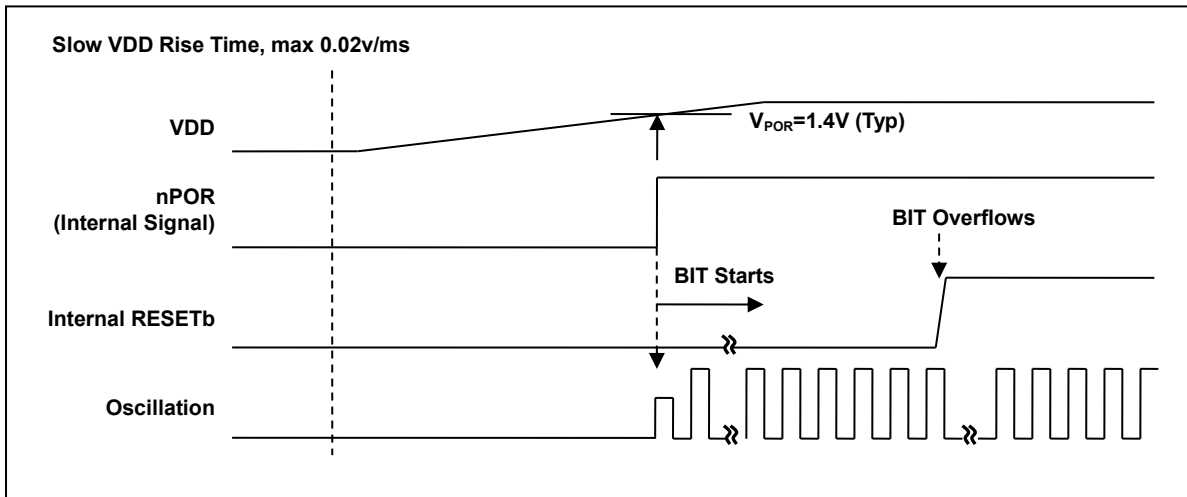 Slow VDD Rise Time, max 0.02v/ms
VDD
VPOR=1.4V (Typ)
nPOR
(Internal Signal)
BIT Overflows
BIT Starts
Internal RESETb
Oscillation